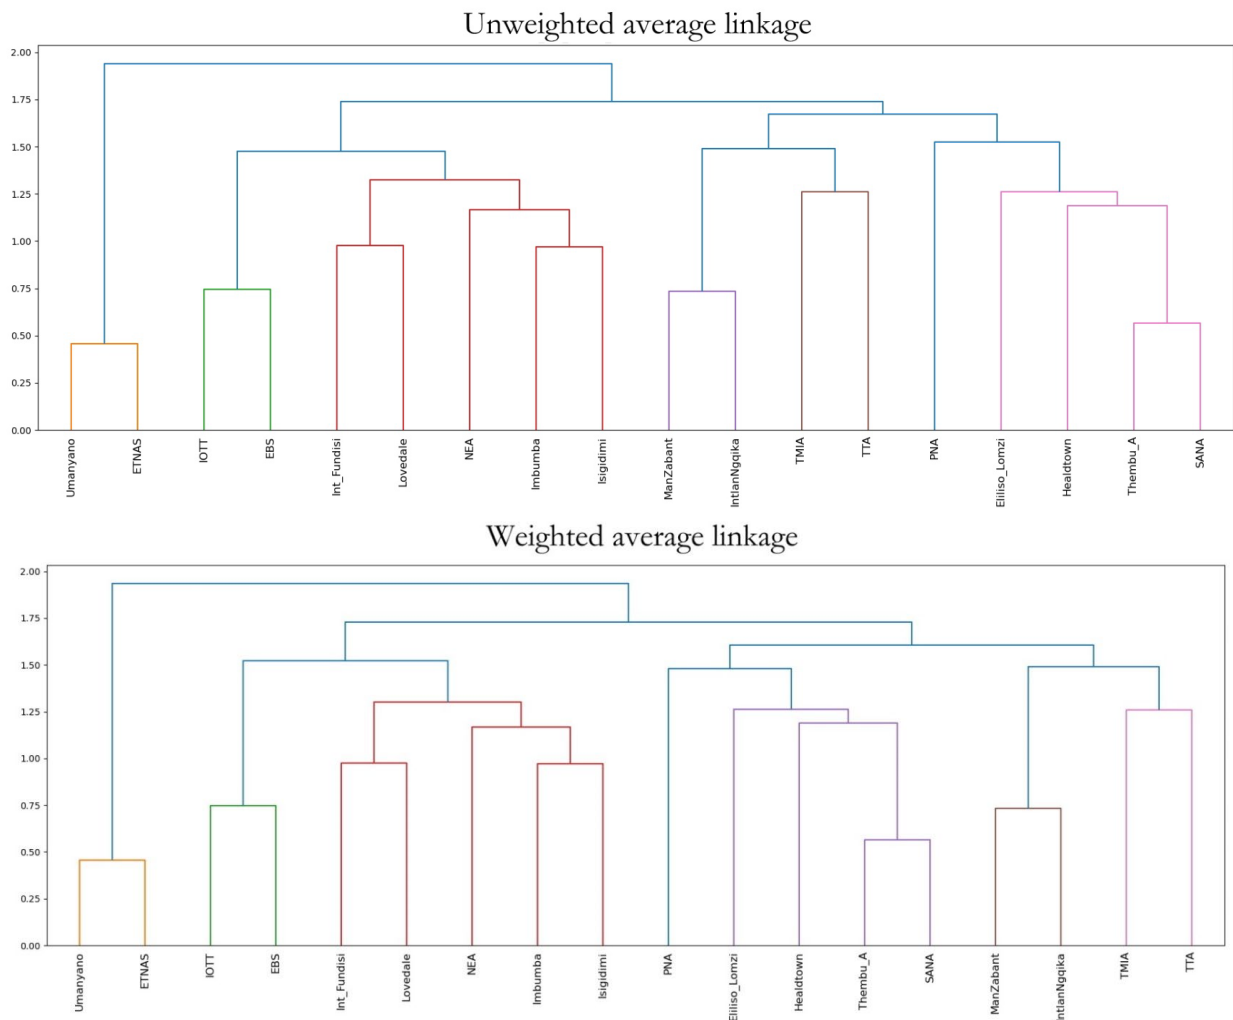 Unweighted average linkage
2.00
1.75
1.50
1.25
1.00
0.75
0.50
0.25
0.00
Umanyano
ETNAS
IOTT
EBS
Int_Fundisi
Lovedale
NEA
Imbumba
Isigidimi
ManZabant
IntlanNgqika
TMIA
TTA
PNA
Eliliso_Lomzi
Healdtown
Thembu_A
SANA
Weighted average linkage
2.00
1.75
1.50
1.25
1.00
0.75
0.50
0.25
0.00
Umanyano
ETNAS
IOTT
EBS
Int_Fundisi
Lovedale
NEA
Imbumba
Isigidimi
PNA
Eliliso_Lomzi
Healdtown
Thembu_A
SANA
ManZabant
IntlanNgqika
TMIA
TTA